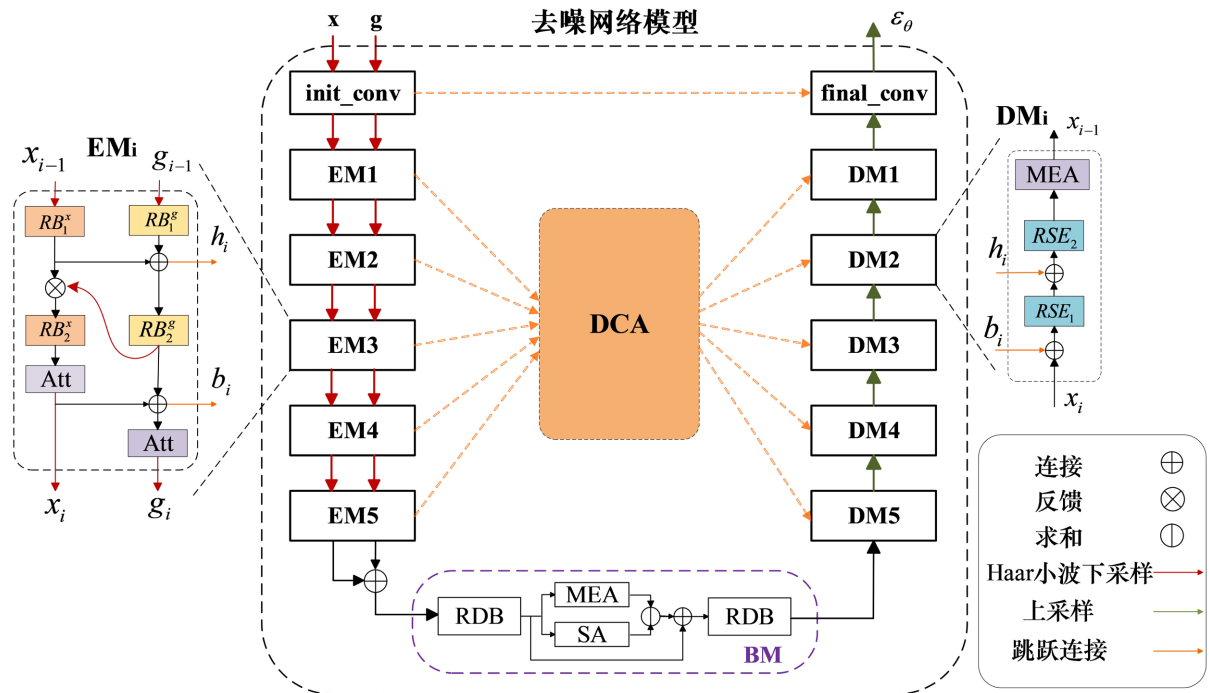 去噪网络模型
x
g
ε_θ
init_conv
final_conv
EM1
EM2
EM3
EM4
EM5
DCA
DM1
DM2
DM3
DM4
DM5
RDB
MEA
SA
RDB
BM
EMi
x_{i-1}
g_{i-1}
RB_1^x
RB_1^g
h_i
RB_2^x
RB_2^g
Att
b_i
Att
x_i
g_i
DMi
x_{i-1}
MEA
RSE_2
h_i
RSE_1
b_i
x_i
连接
反馈
求和
Haar小波下采样
上采样
跳跃连接